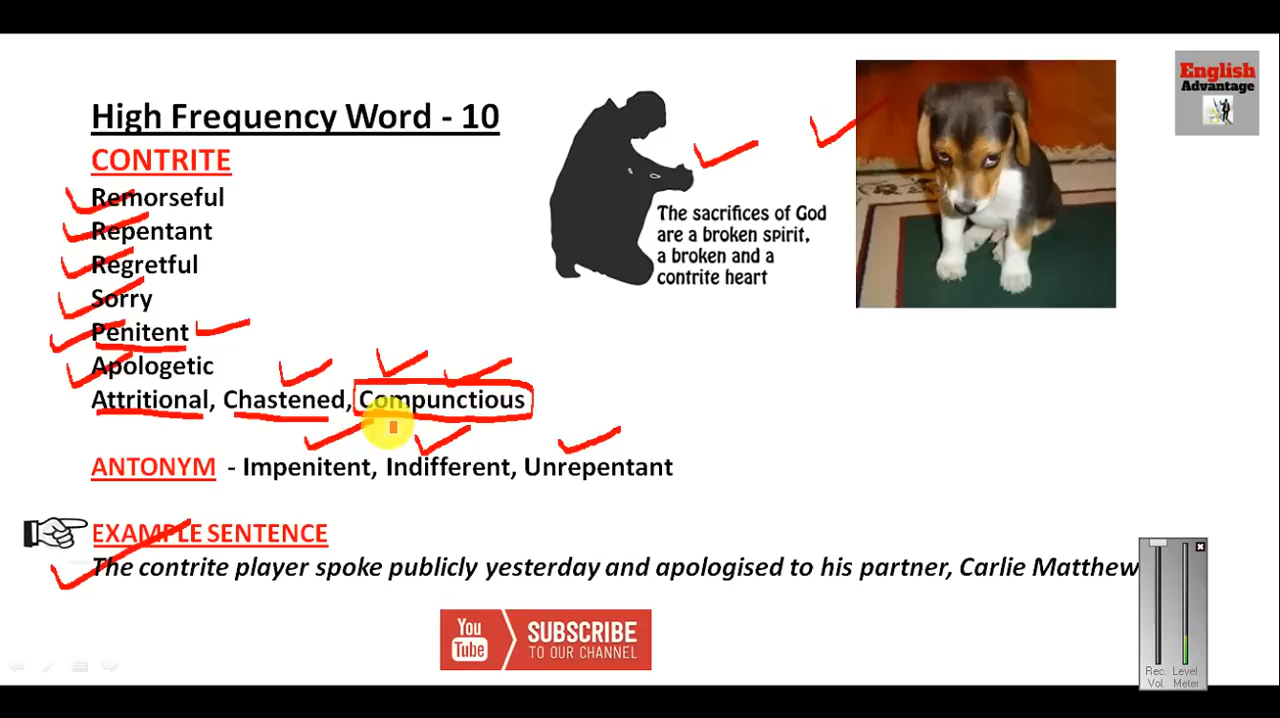 High Frequency Word - 10
CONTRITE
Remorseful
Repentant
Regretful
Sorry
Penitent
Apologetic
Attritional, Chastened, Compunctious
ANTONYM - Impenitent, Indifferent, Unrepentant
EXAMPLE SENTENCE
The contrite player spoke publicly yesterday and apologised to his partner, Carlie Matthew
The sacrifices of God
are a broken spirit,
a broken and a
contrite heart
English
Advantage
You
Tube
SUBSCRIBE
TO OUR CHANNEL
Rec. Level
Vol. Meter